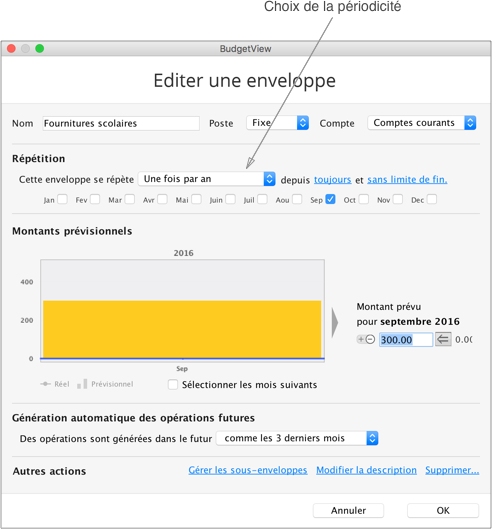 Choix de la périodicité
BudgetView
Editer une enveloppe
Nom Fournitures scolaires Poste Fixe Compte Comptes courants
Répétition
Cette enveloppe se répète Une fois par an depuis toujours et sans limite de fin.
Jan Fev Mar Avr Mai Juin Juil Aou Sep Oct Nov Dec
Montants prévisionnels
2016
400
200
0
Sep
Montant prévu
pour septembre 2016
300.00 0.00
Réel Prévisionnel Sélectionner les mois suivants
Génération automatique des opérations futures
Des opérations sont générées dans le futur comme les 3 derniers mois
Autres actions Gérer les sous-enveloppes Modifier la description Supprimer...
Annuler OK